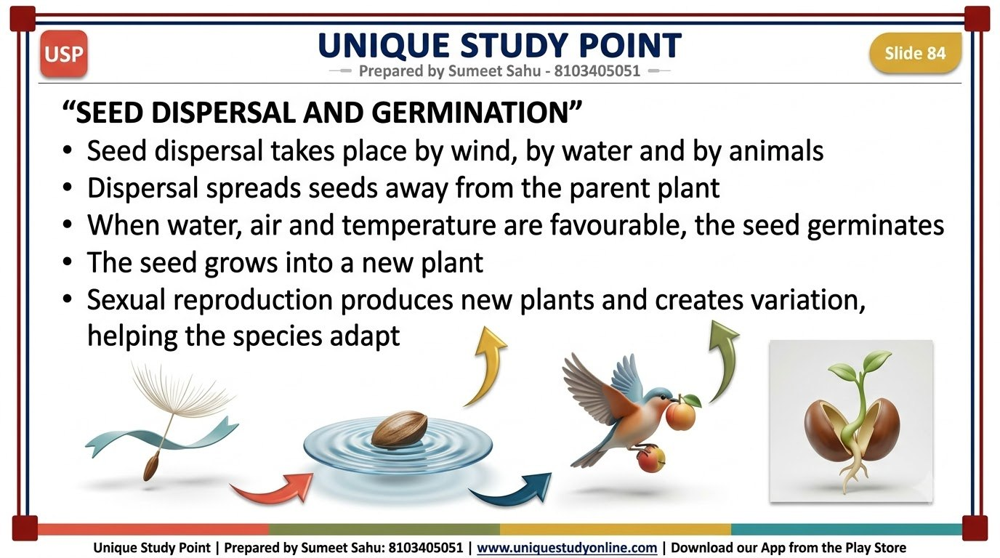 USP
UNIQUE STUDY POINT
Prepared by Sumeet Sahu - 8103405051
Slide 84
“SEED DISPERSAL AND GERMINATION”
• Seed dispersal takes place by wind, by water and by animals
• Dispersal spreads seeds away from the parent plant
• When water, air and temperature are favourable, the seed germinates
• The seed grows into a new plant
• Sexual reproduction produces new plants and creates variation,
helping the species adapt
Unique Study Point | Prepared by Sumeet Sahu: 8103405051 | www.uniquestudyonline.com | Download our App from the Play Store